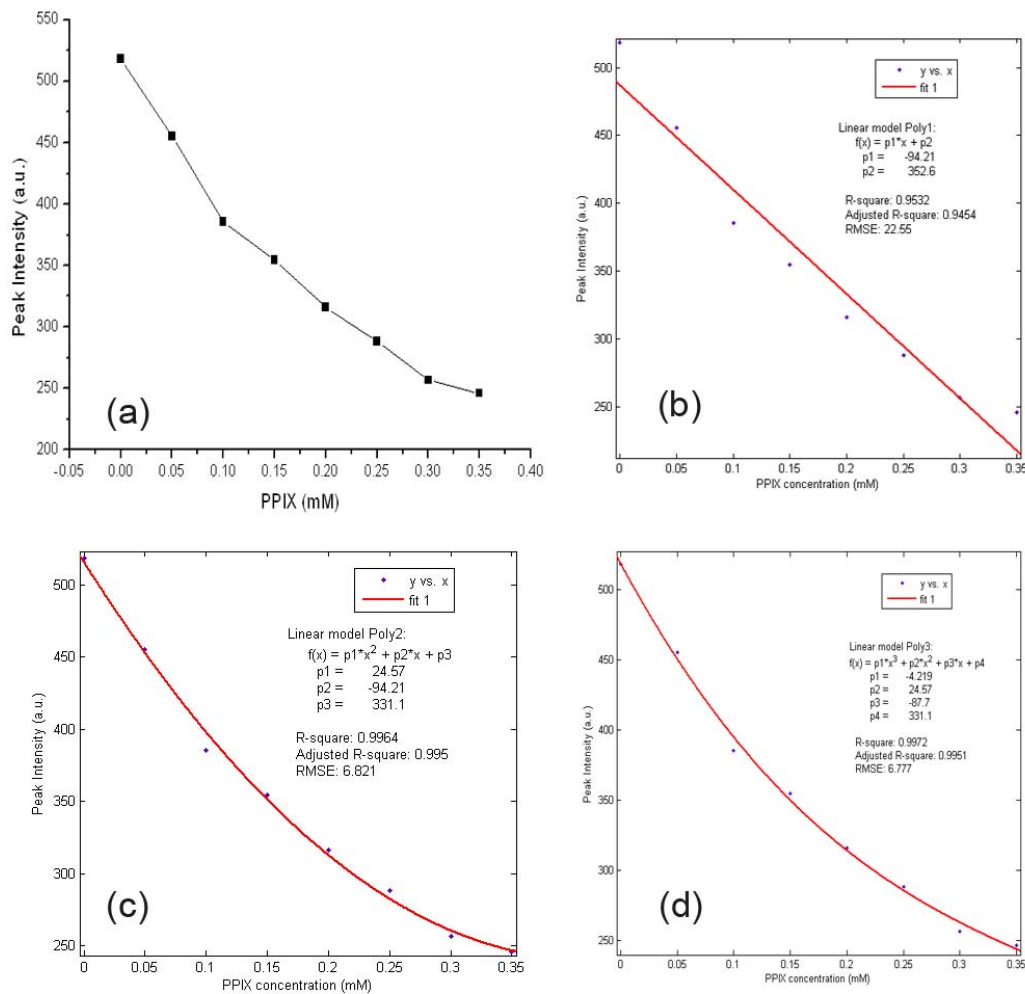 550
500
450
400
350
300
250
200
-0.05
0.00
0.05
0.10
0.15
0.20
0.25
0.30
0.35
0.40
Peak Intensity (a.u.)
PPIX (mM)
(a)
500
450
400
350
300
250
0
0.05
0.1
0.15
0.2
0.25
0.3
0.35
Peak Intensity (a.u.)
PPIX concentration (mM)
y vs. x
fit 1
Linear model Poly1:
f(x) = p1*x + p2
p1 = -94.21
p2 = 352.6
R-square: 0.9532
Adjusted R-square: 0.9454
RMSE: 22.55
(b)
500
450
400
350
300
250
0
0.05
0.1
0.15
0.2
0.25
0.3
0.35
Peak Intensity (a.u.)
PPIX concentration (mM)
y vs. x
fit 1
Linear model Poly2:
f(x) = p1*x² + p2*x + p3
p1 = 24.57
p2 = -94.21
p3 = 331.1
R-square: 0.9964
Adjusted R-square: 0.995
RMSE: 6.821
(c)
500
450
400
350
300
250
0
0.05
0.1
0.15
0.2
0.25
0.3
0.35
Peak Intensity (a.u.)
PPIX concentration (mM)
y vs. x
fit 1
Linear model Poly3:
f(x) = p1*x³ + p2*x² + p3*x + p4
p1 = -4.219
p2 = 24.57
p3 = -87.7
p4 = 331.1
R-square: 0.9972
Adjusted R-square: 0.9951
RMSE: 6.777
(d)